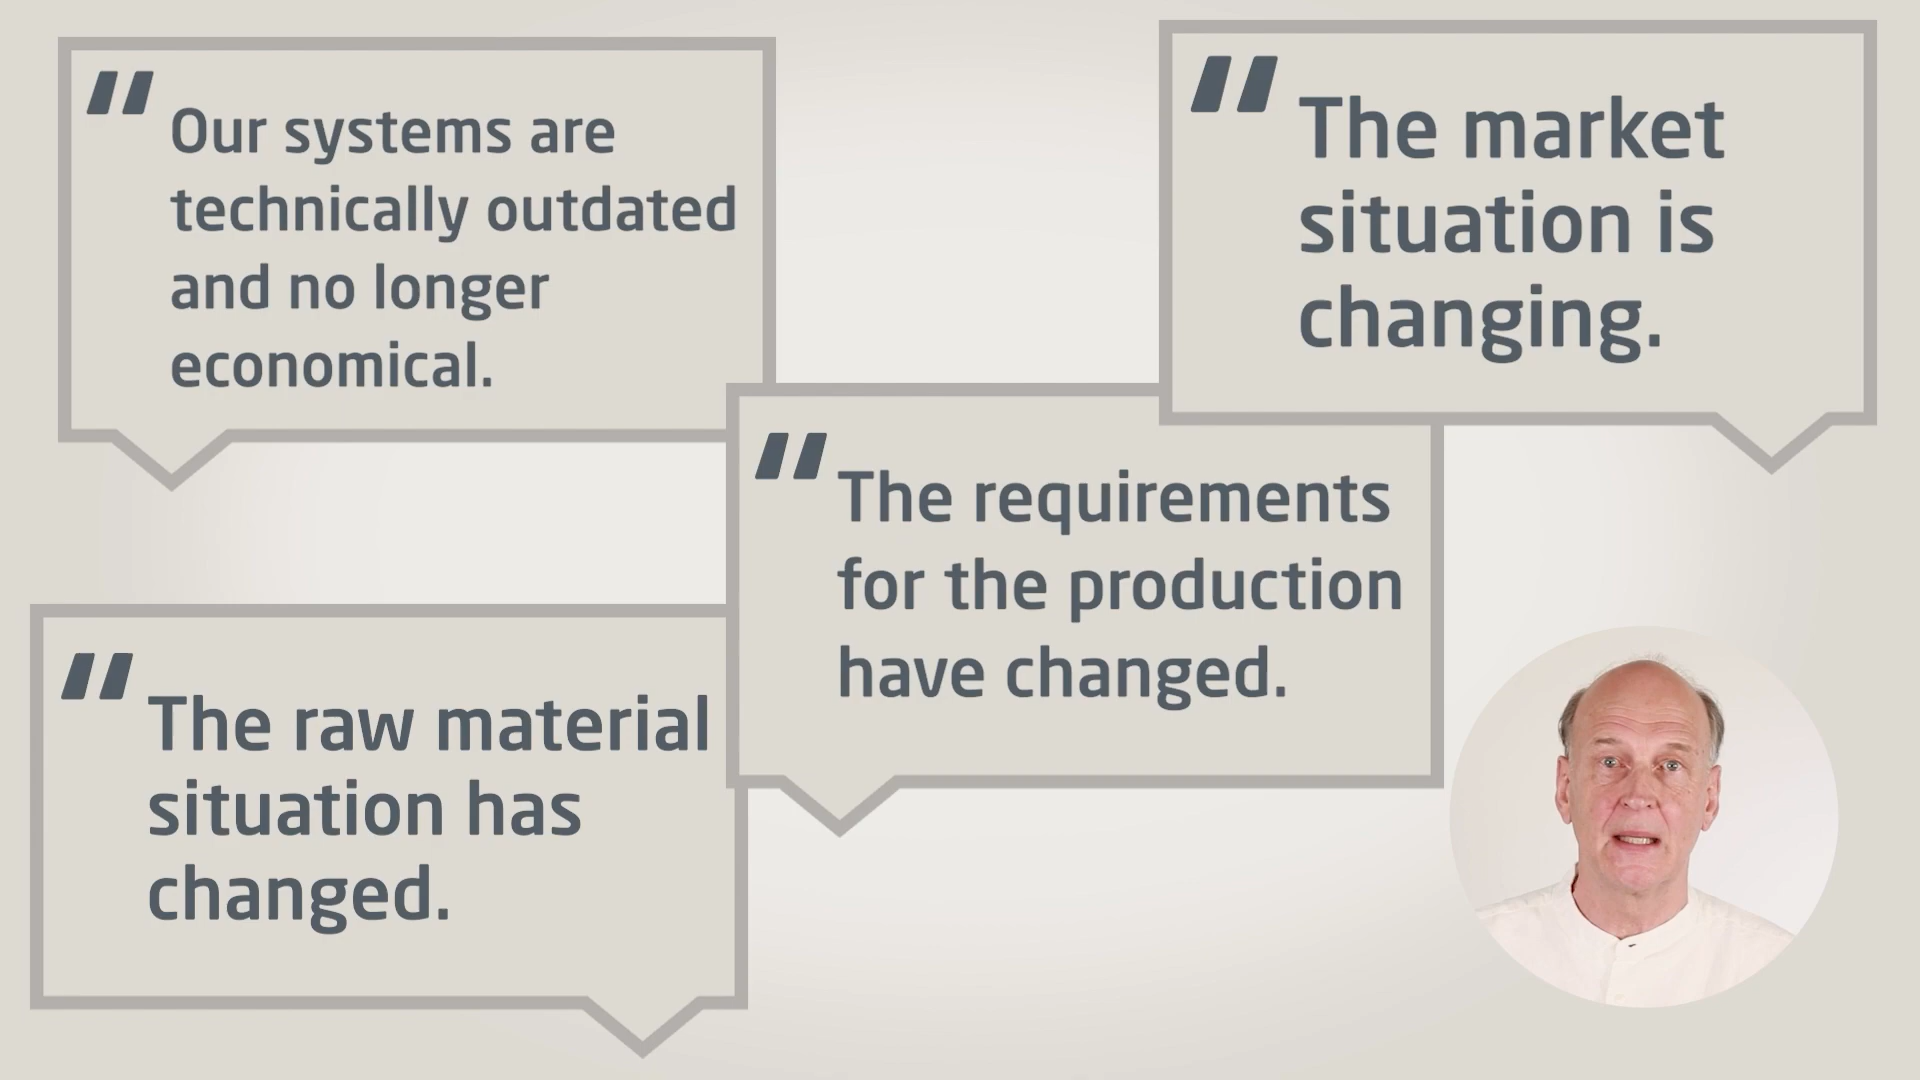 “ Our systems are
technically outdated
and no longer
economical.
“ The market
situation is
changing.
“ The requirements
for the production
have changed.
“ The raw material
situation has
changed.